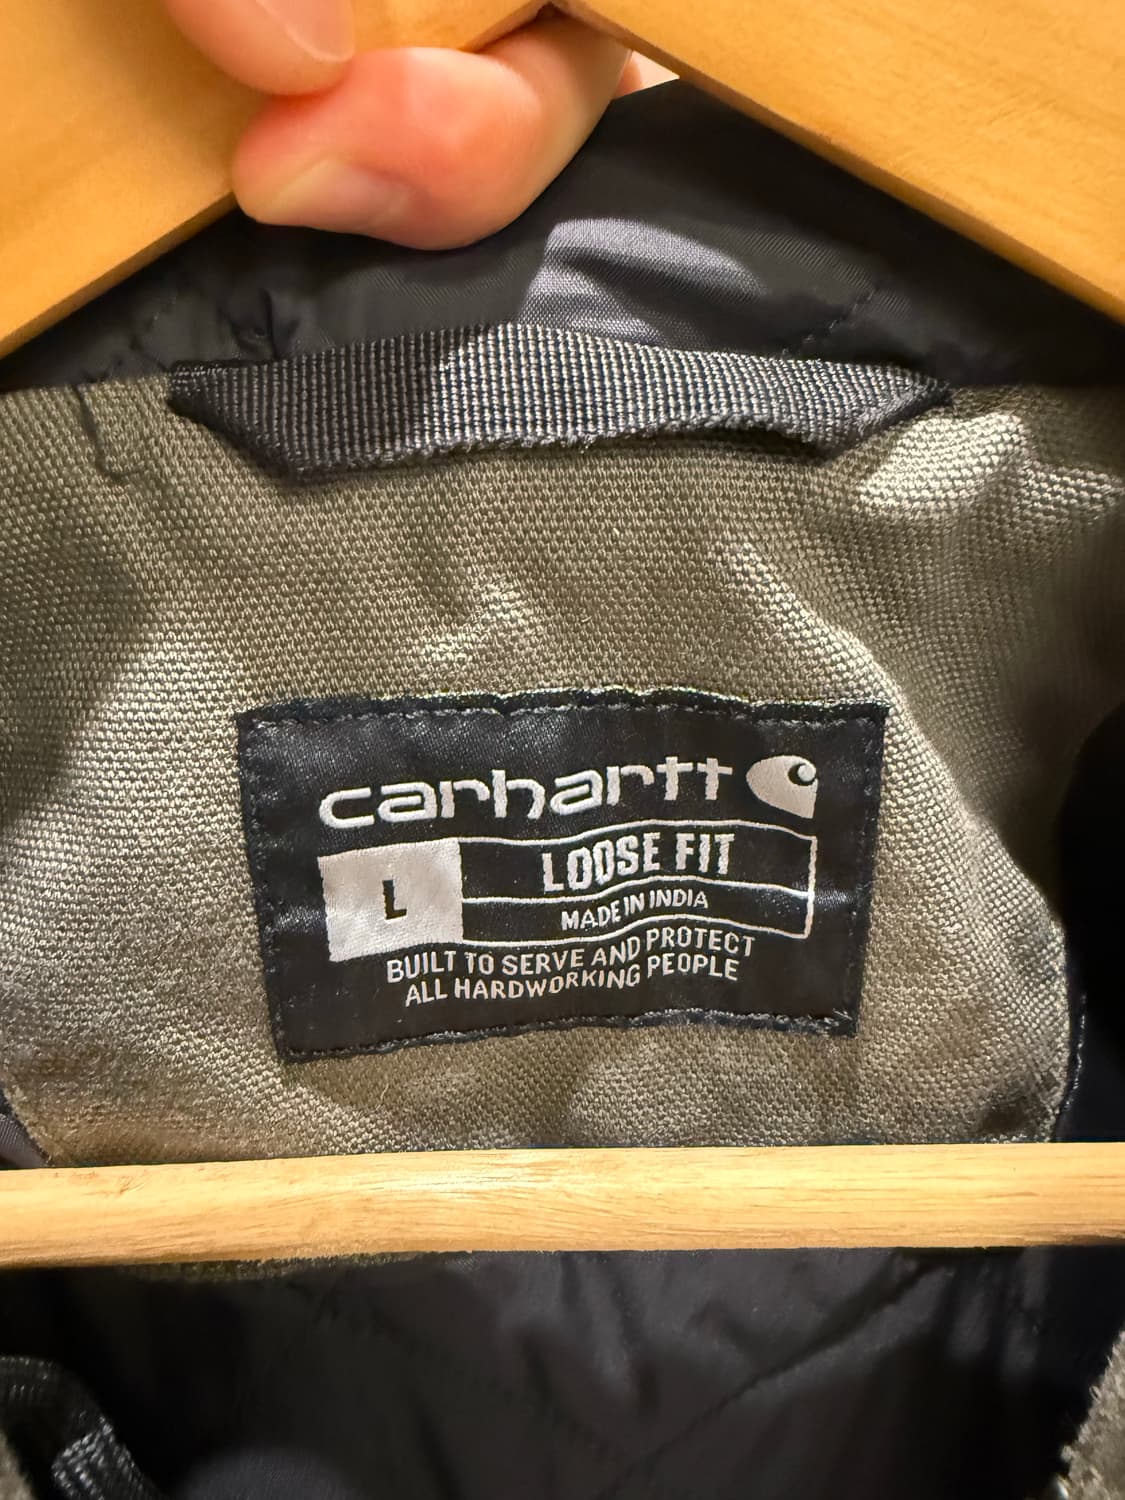 carhartt
L
LOOSE FIT
MADE IN INDIA
BUILT TO SERVE AND PROTECT
ALL HARDWORKING PEOPLE